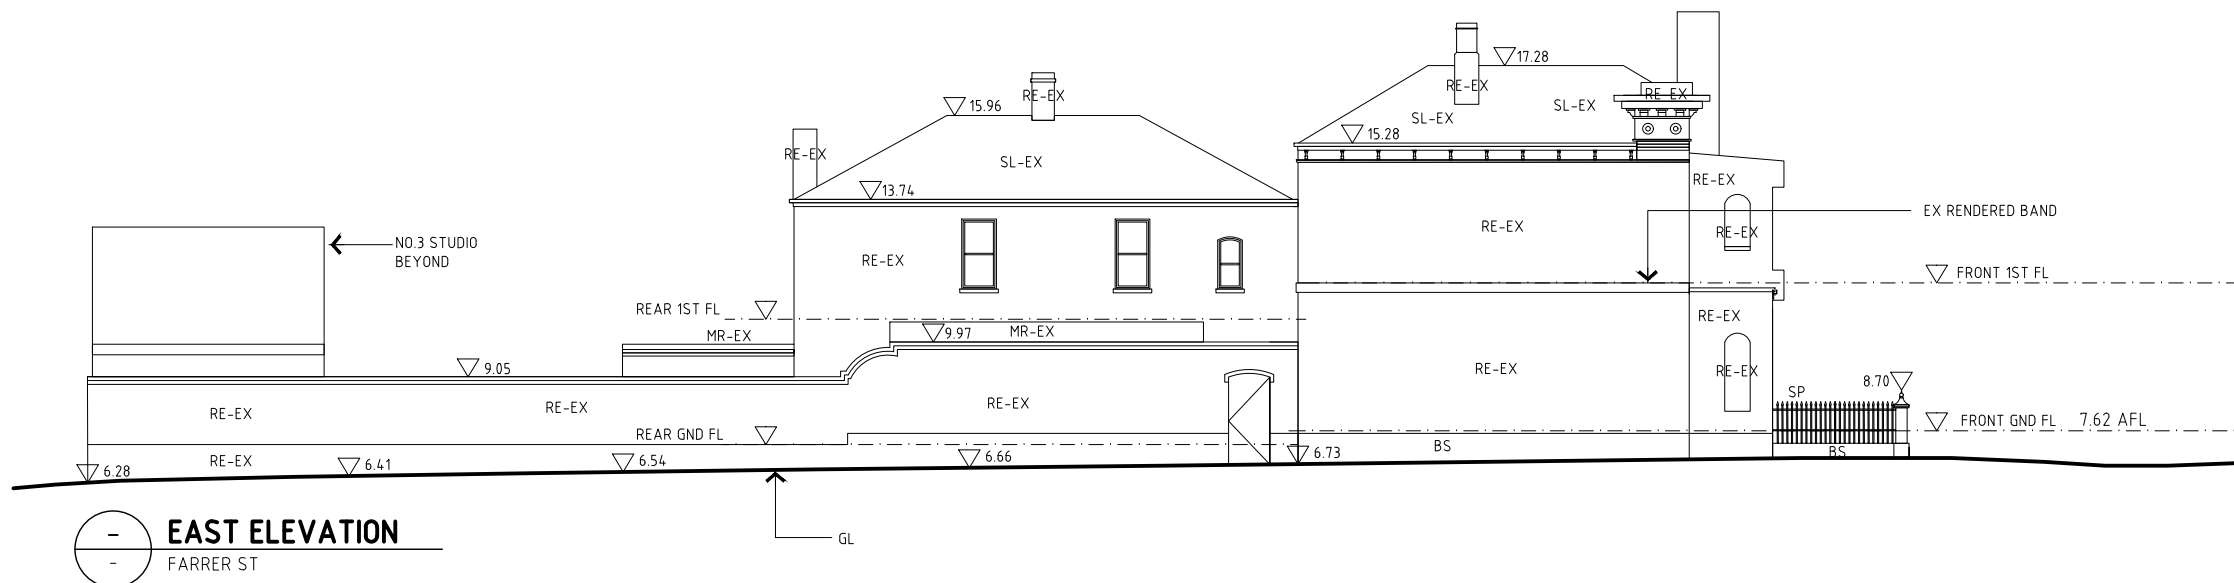 17.28
RE-EX
RE-EX
RE-EX
15.96
SL-EX
SL-EX
15.28
RE-EX
SL-EX
RE-EX
13.74
EX RENDERED BAND
RE-EX
RE-EX
NO.3 STUDIO
BEYOND
RE-EX
FRONT 1ST FL
REAR 1ST FL
RE-EX
MR-EX
9.97
MR-EX
9.05
RE-EX
RE-EX
8.70
SP
RE-EX
RE-EX
RE-EX
FRONT GND FL 7.62 AFL
REAR GND FL
BS
BS
RE-EX
6.28
6.41
6.54
6.66
6.73
EAST ELEVATION
FARRER ST
GL